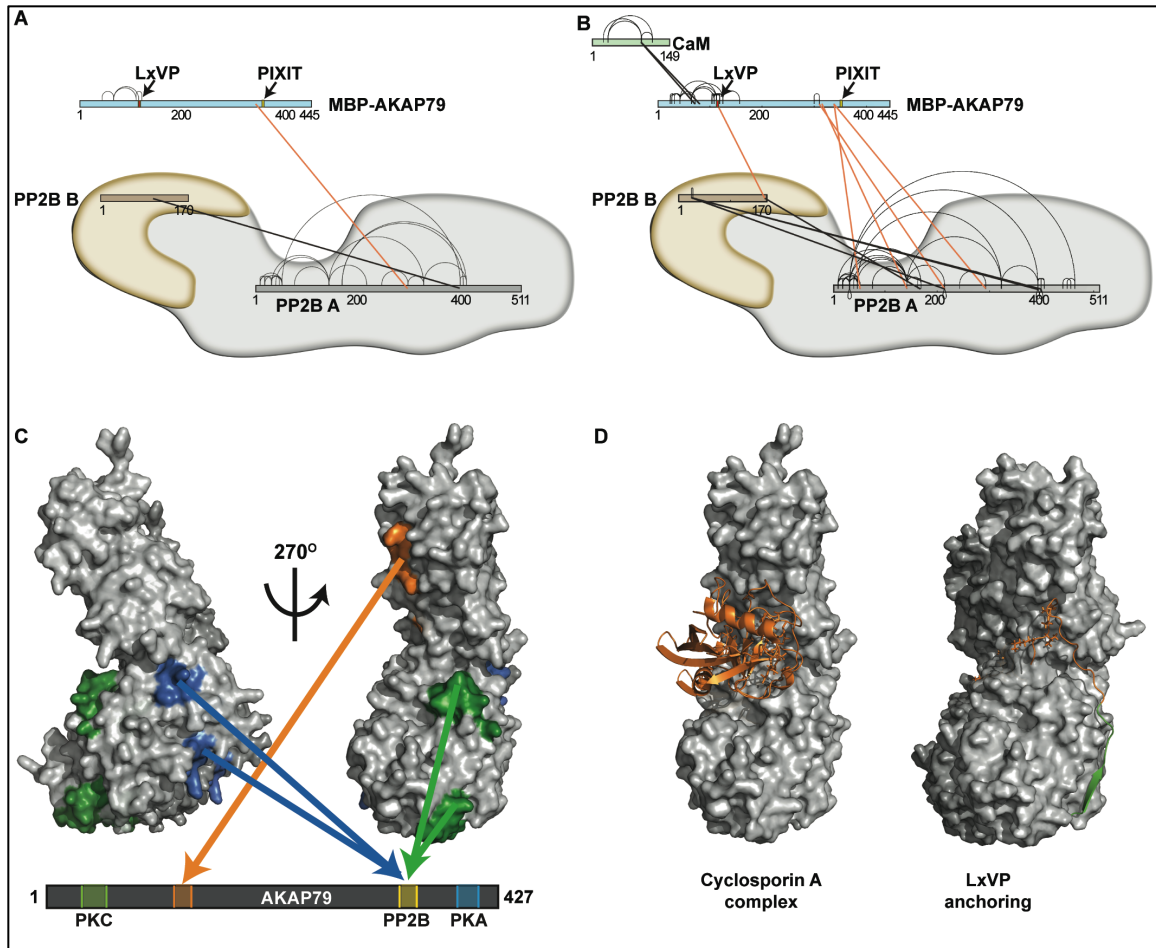 A
LxVP
PIXIT
MBP-AKAP79
1
200
400 445
PP2B B
1
170
1
200
400
511
PP2B A
B
CaM
1
149
LxVP
PIXIT
MBP-AKAP79
1
200
400 445
PP2B B
1
170
1
200
400
511
PP2B A
C
270O
1
AKAP79
427
PKC
PP2B
PKA
D
Cyclosporin A
complex
LxVP
anchoring